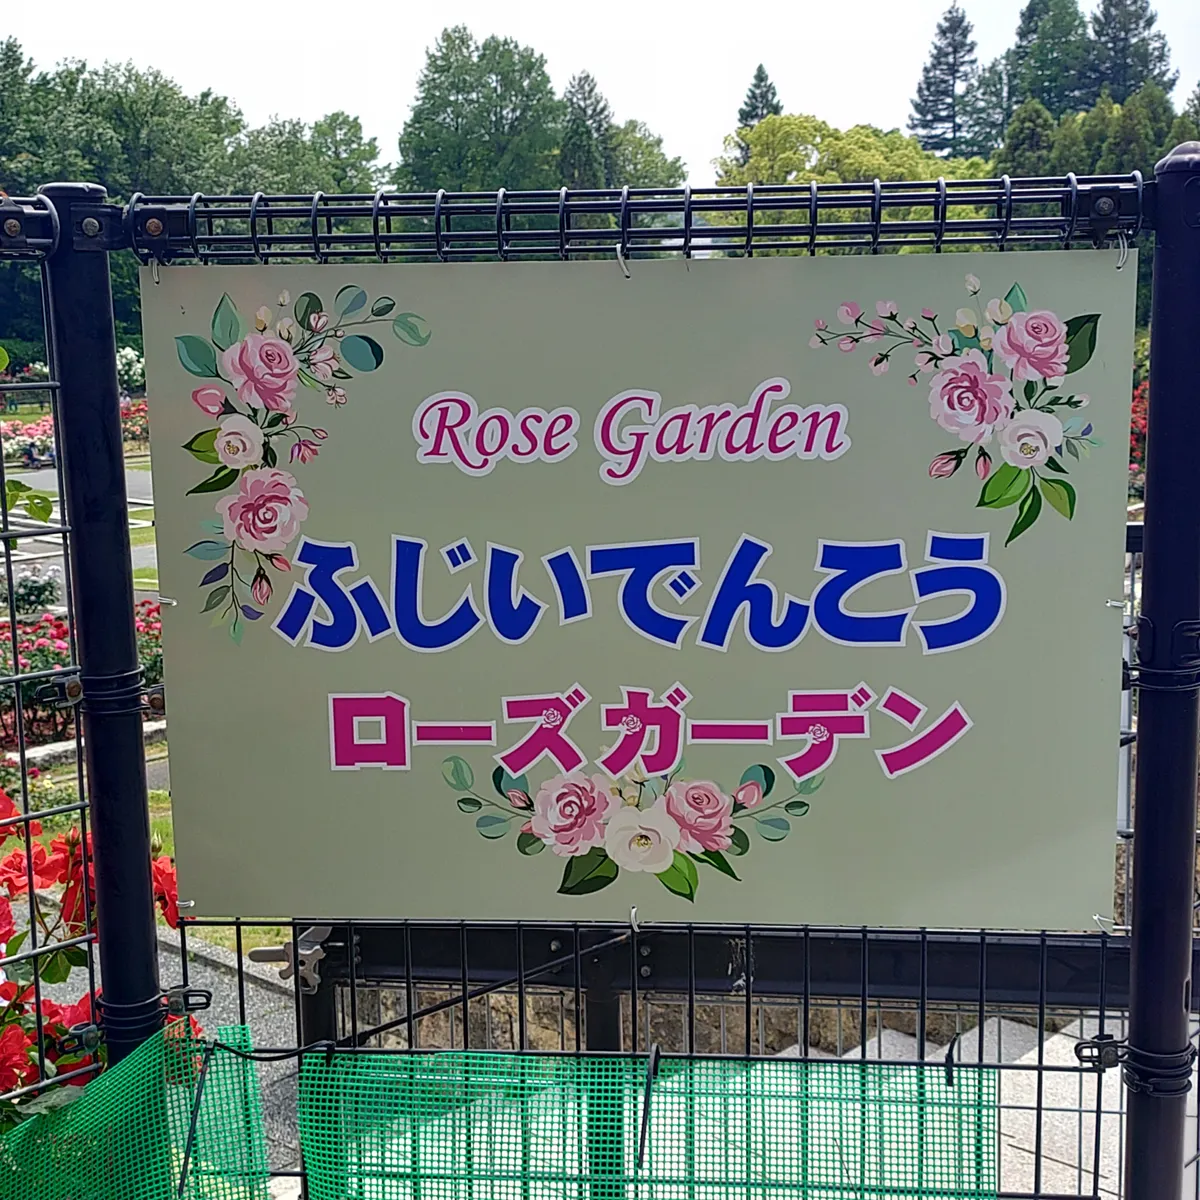 Rose Garden
ふじいでんこう
ローズガーデン